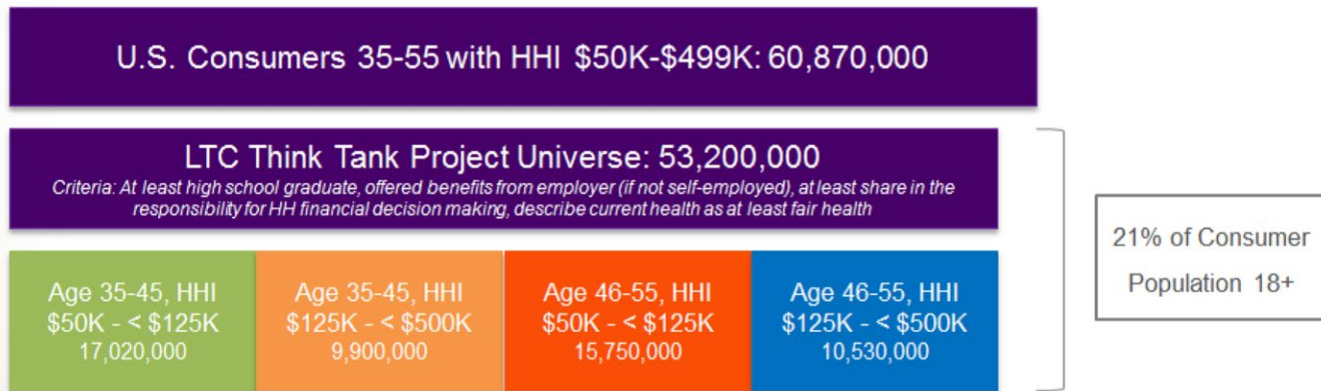 U.S. Consumers 35-55 with HHI $50K-$499K: 60,870,000
LTC Think Tank Project Universe: 53,200,000
Criteria: At least high school graduate, offered benefits from employer (if not self-employed), at least share in the
responsibility for HH financial decision making, describe current health as at least fair health
Age 35-45, HHI
$50K - < $125K
17,020,000
Age 35-45, HHI
$125K - < $500K
9,900,000
Age 46-55, HHI
$50K - < $125K
15,750,000
Age 46-55, HHI
$125K - < $500K
10,530,000
21% of Consumer
Population 18+